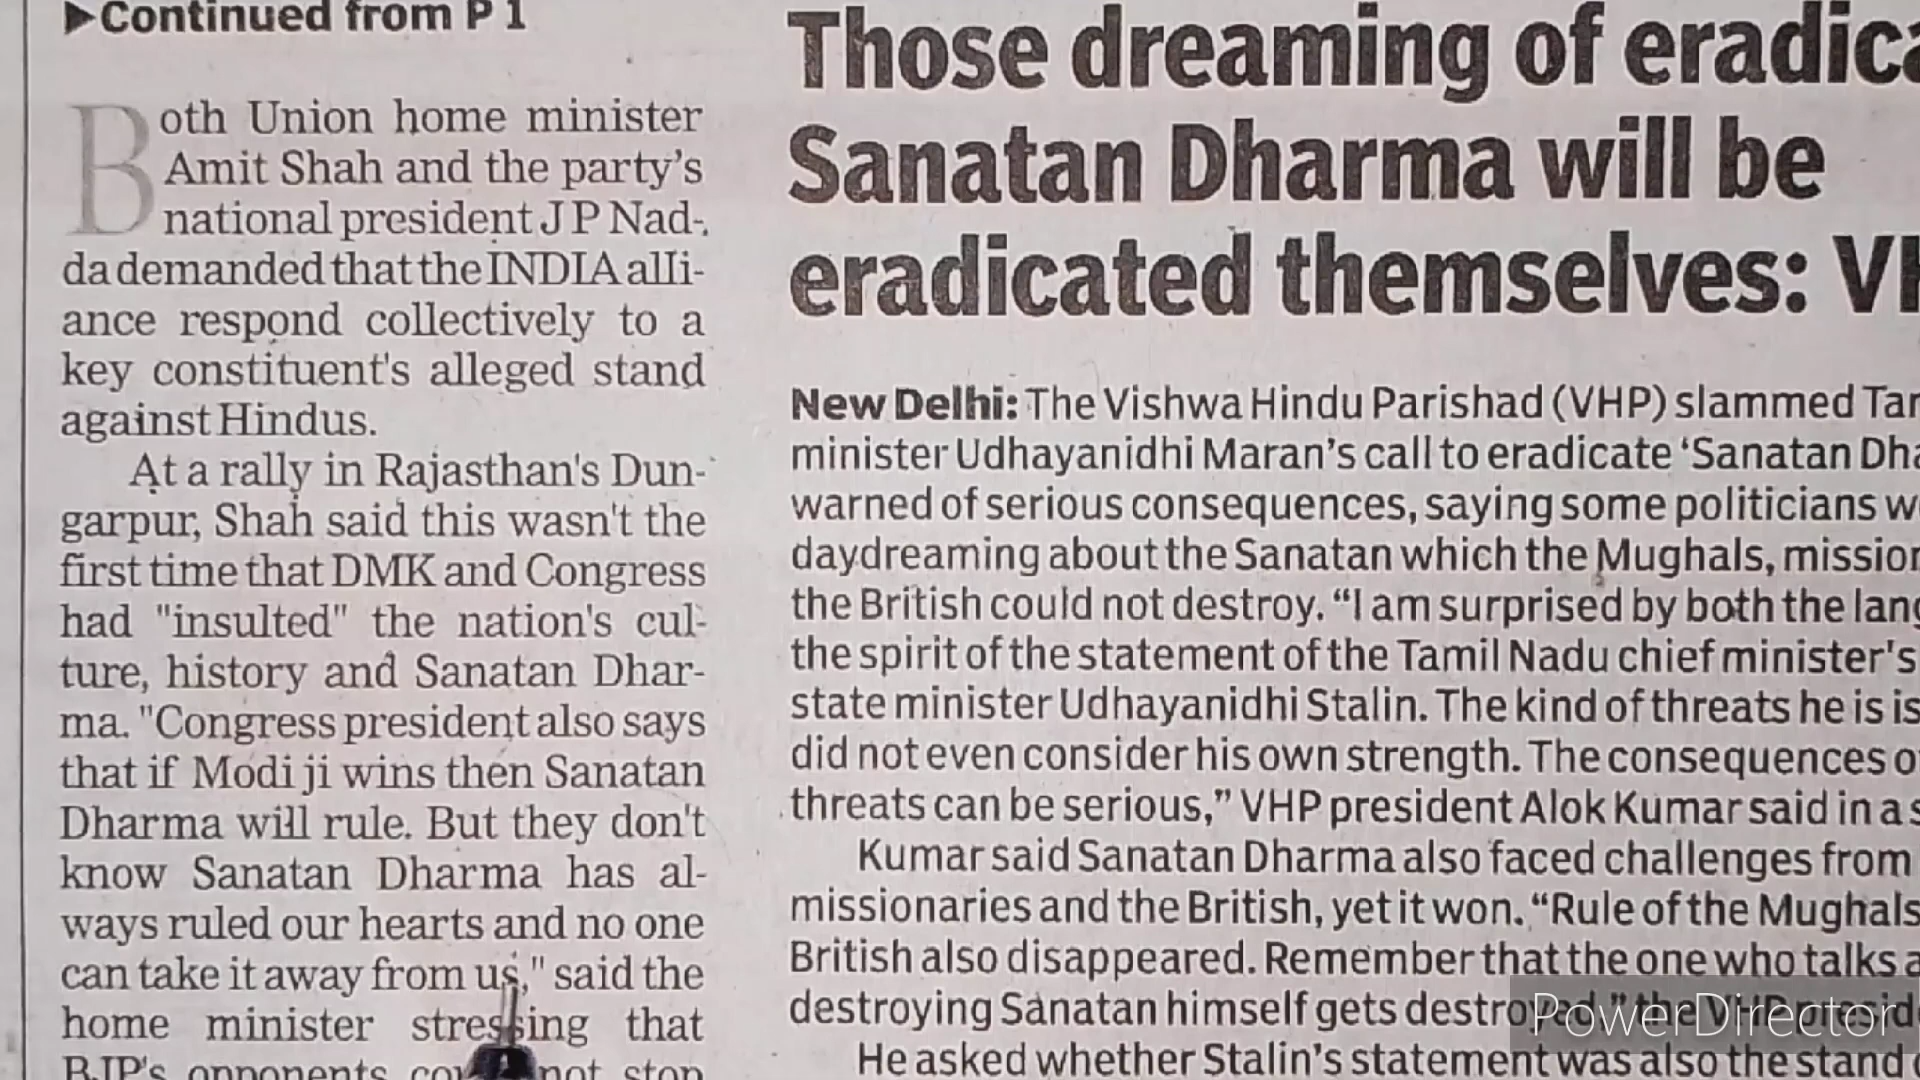 ▶Continued from P 1
Both Union home minister
Amit Shah and the party's
national president J P Nad-
da demanded that the INDIA alli-
ance respond collectively to a
key constituent's alleged stand
against Hindus.
At a rally in Rajasthan's Dun-
garpur, Shah said this wasn't the
first time that DMK and Congress
had "insulted" the nation's cul-
ture, history and Sanatan Dhar-
ma. "Congress president also says
that if Modi ji wins then Sanatan
Dharma will rule. But they don't
know Sanatan Dharma has al-
ways ruled our hearts and no one
can take it away from us," said the
home minister stressing that
BJP's opponents not stop
Those dreaming of
Sanatan Dharma will be
eradicated themselves:
New Delhi: The Vishwa Hindu Parishad (VHP) slammed
minister Udhayanidhi Maran's call to eradicate ‘Sanatan
warned of serious consequences, saying some politicians
daydreaming about the Sanatan which the Mughals,
the British could not destroy. “I am surprised by both the
the spirit of the statement of the Tamil Nadu chief minister's
state minister Udhayanidhi Stalin. The kind of threats he is
did not even consider his own strength. The consequences
threats can be serious,” VHP president Alok Kumar said in a
Kumar said Sanatan Dharma also faced challenges from
missionaries and the British, yet it won. “Rule of the Mughals
British also disappeared. Remember that the one who talks
destroying Sanatan himself gets destroyed,” the VHP
He asked whether Stalin's statement was also the stand
PowerDirector